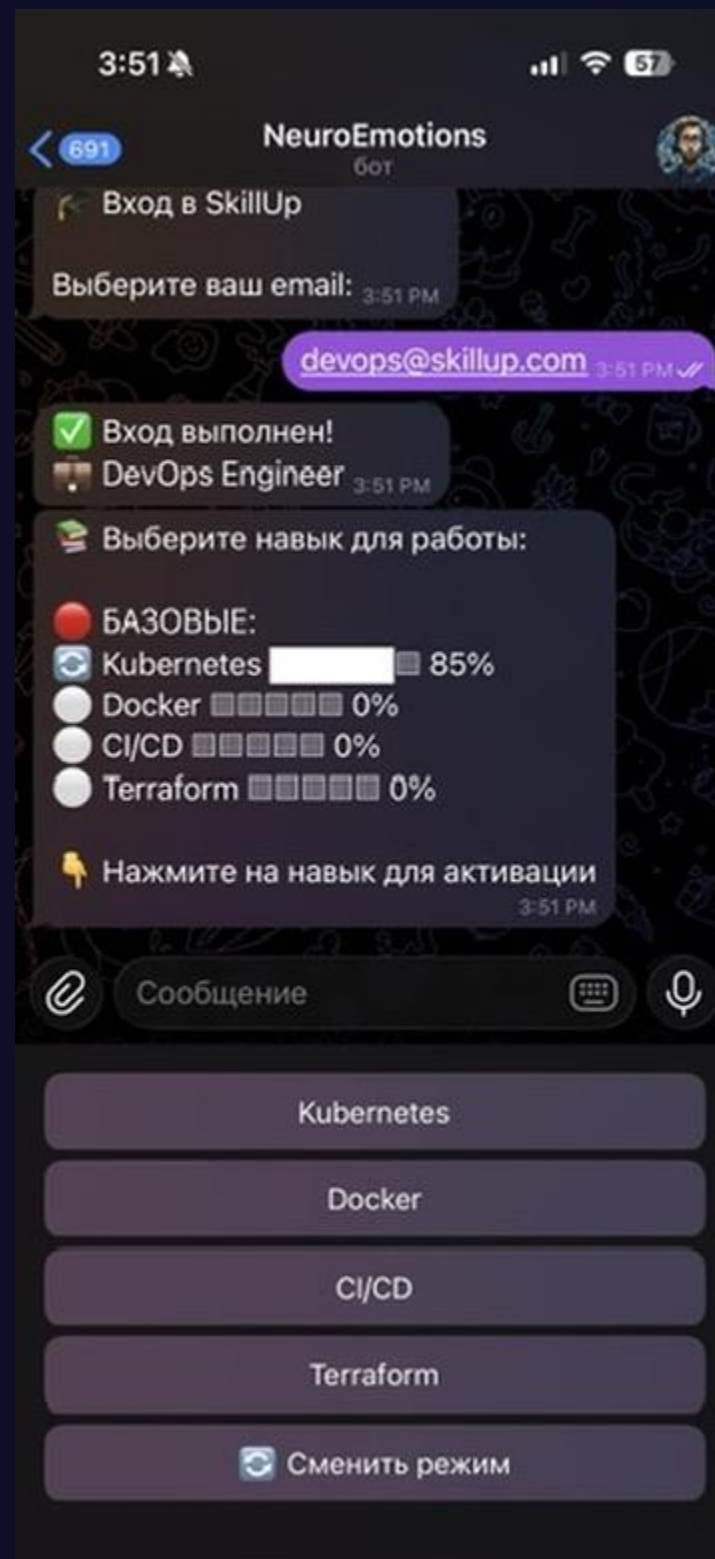 3:51
57
691
NeuroEmotions
бот
Вход в SkillUp
Выберите ваш email: 3:51 PM
devops@skillup.com 3:51 PM
Вход выполнен!
DevOps Engineer 3:51 PM
Выберите навык для работы:
БАЗОВЫЕ:
Kubernetes 85%
Docker 0%
CI/CD 0%
Terraform 0%
Нажмите на навык для активации
3:51 PM
Сообщение
Kubernetes
Docker
CI/CD
Terraform
Сменить режим